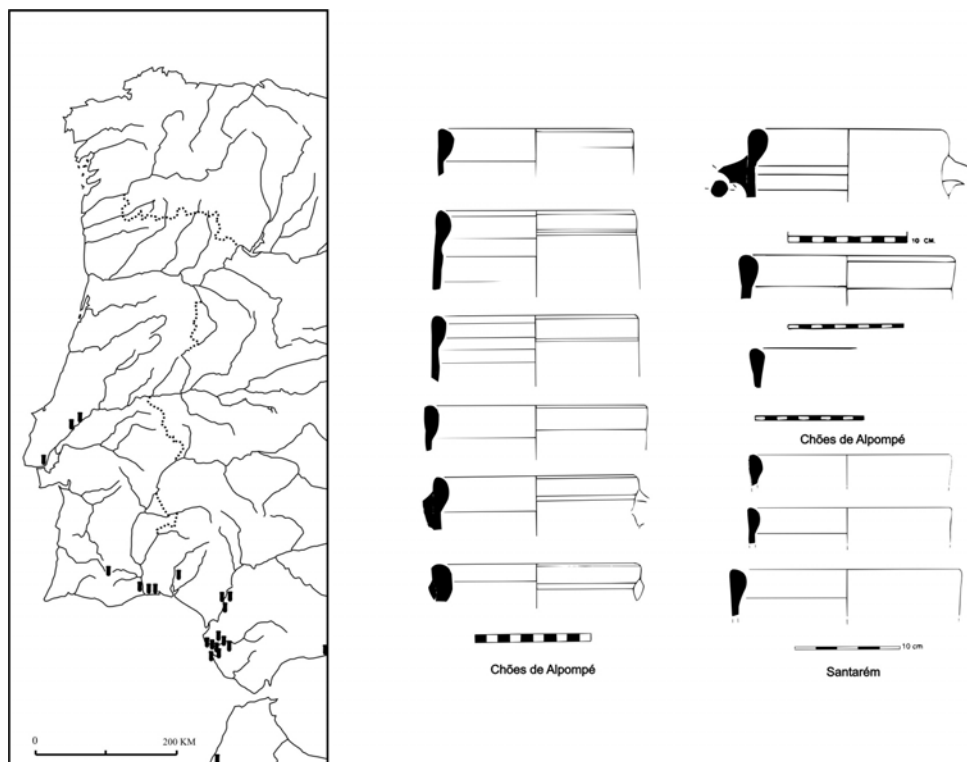 0 200 KM
Chões de Alpompé
10 CM.
Chões de Alpompé
10 cm
Santarém